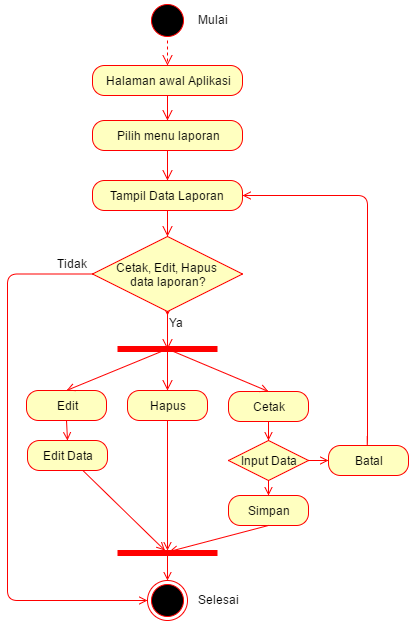 Mulai
Halaman awal Aplikasi
Pilih menu laporan
Tampil Data Laporan
Tidak
Cetak, Edit, Hapus
data laporan?
Ya
Edit
Hapus
Cetak
Edit Data
Input Data
Batal
Simpan
Selesai